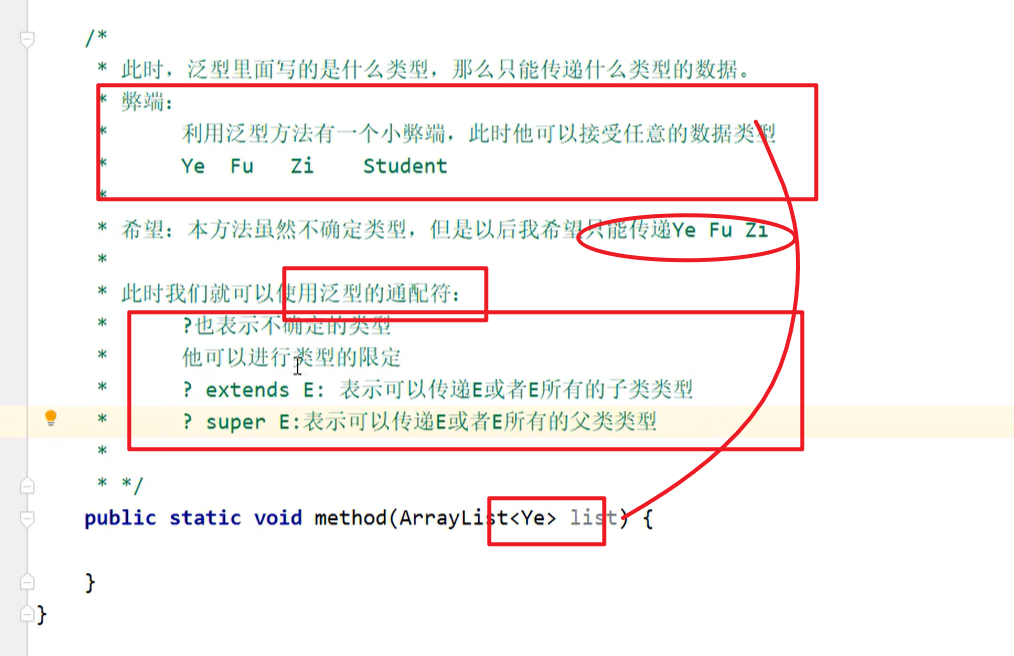 /*
* 此时，泛型里面写的是什么类型，那么只能传递什么类型的数据。
* 弊端：
* 利用泛型方法有一个小弊端，此时他可以接受任意的数据类型
* Ye Fu Zi Student
*
* 希望：本方法虽然不确定类型，但是以后我希望只能传递Ye Fu Zi
*
* 此时我们就可以使用泛型的通配符：
* ?也表示不确定的类型
* 他可以进行类型的限定
* ? extends E: 表示可以传递E或者E所有的子类类型
* ? super E:表示可以传递E或者E所有的父类类型
*
* */
public static void method(ArrayList<Ye> list) {
}
}